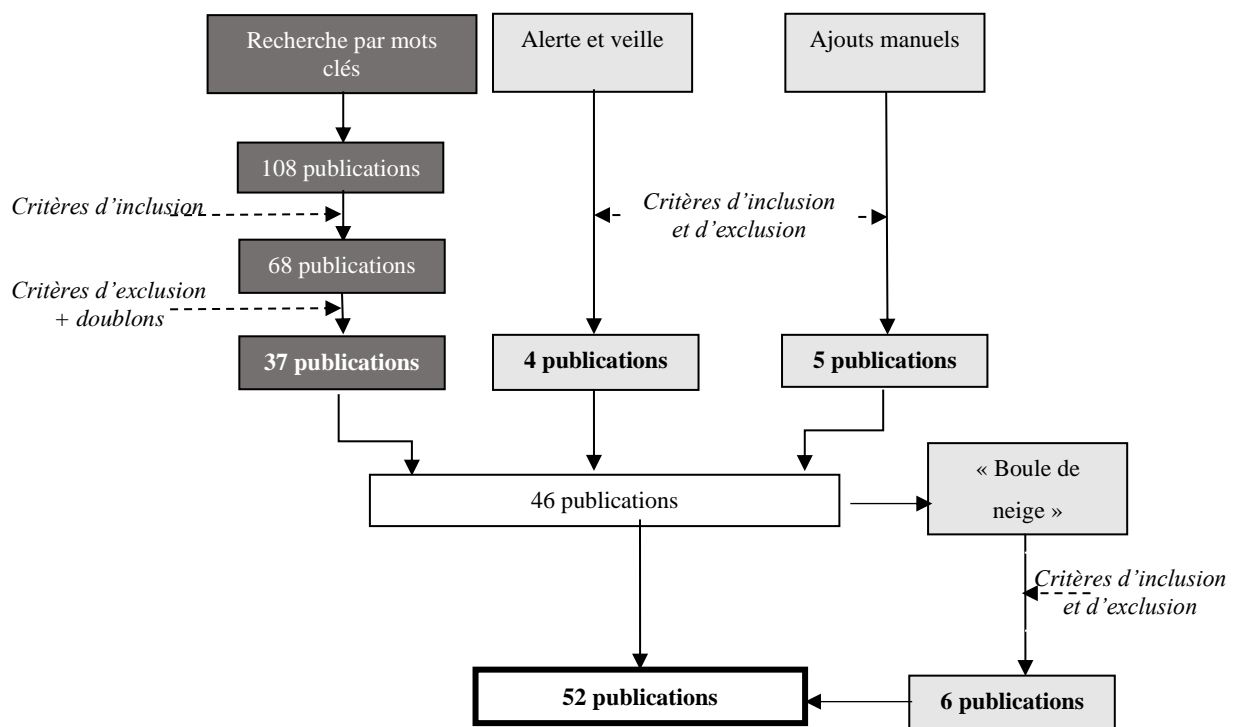 Recherche par mots
clés
Alerte et veille
Ajouts manuels
108 publications
Critères d'inclusion
Critères d'inclusion
et d'exclusion
68 publications
Critères d'exclusion
+ doublons
37 publications
4 publications
5 publications
46 publications
« Boule de
neige »
Critères d'inclusion
et d'exclusion
52 publications
6 publications